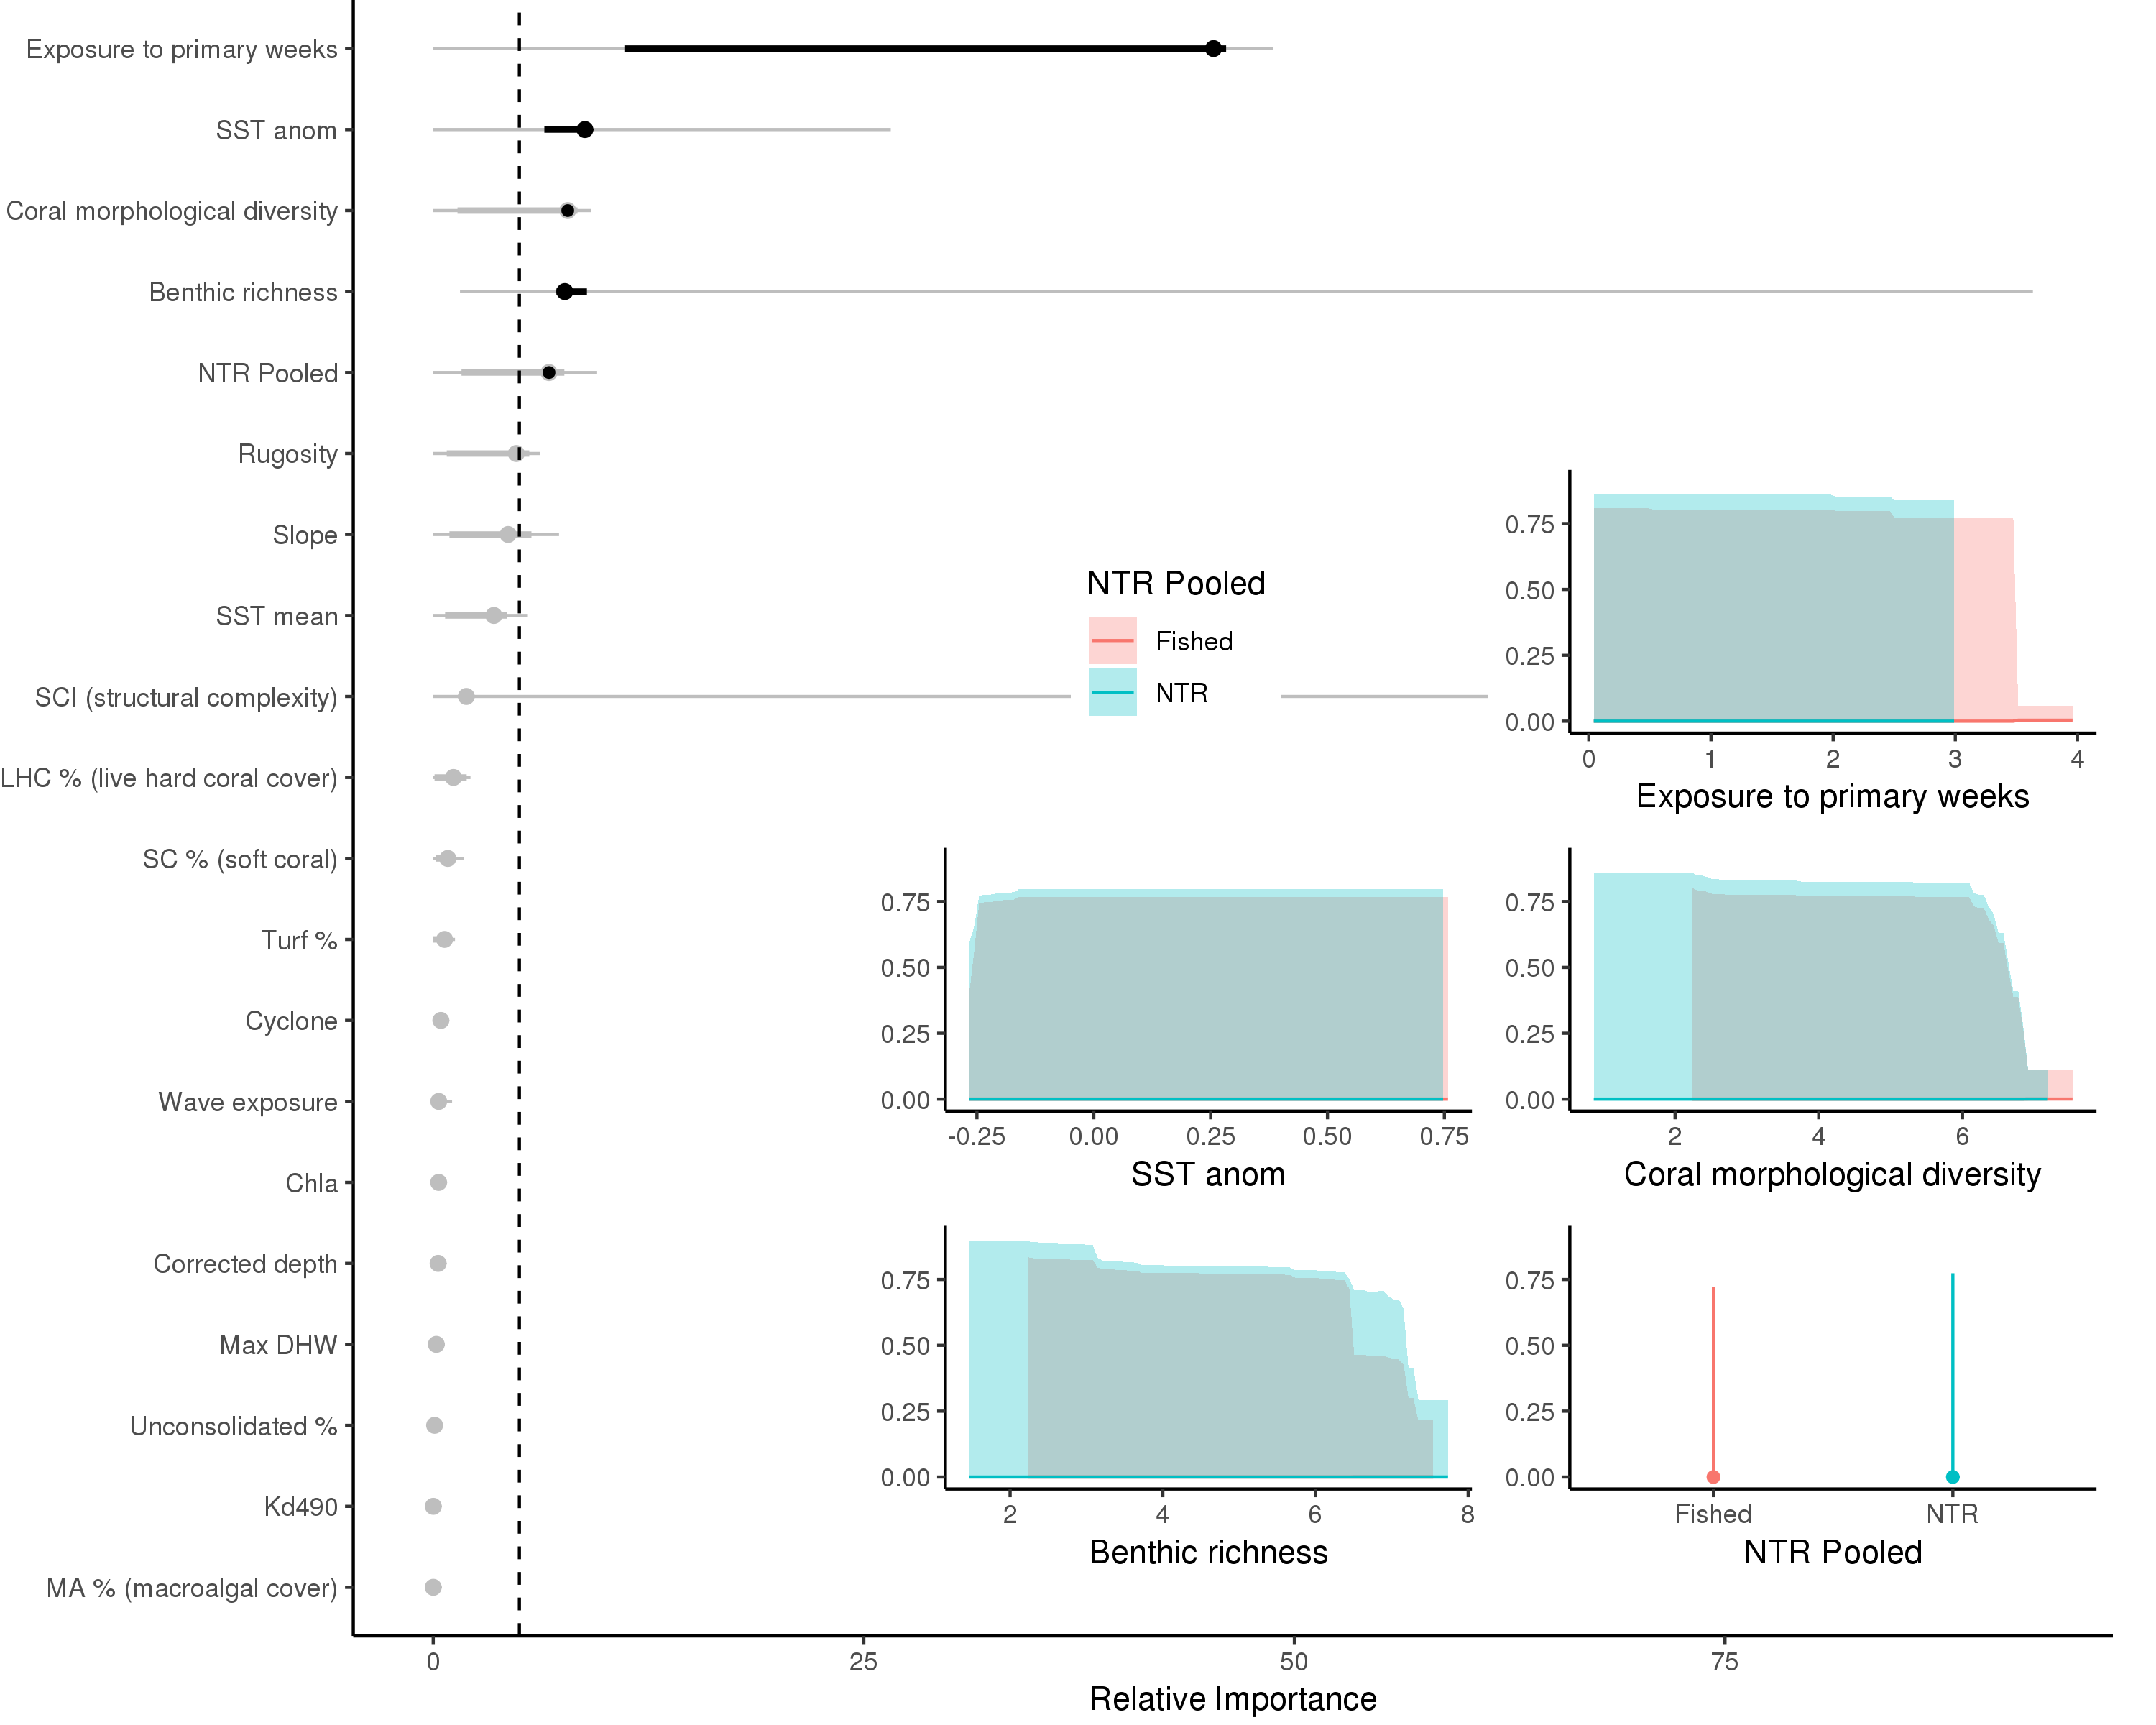 Exposure to primary weeks
SST anom
Coral morphological diversity
Benthic richness
NTR Pooled
Rugosity
Slope
SST mean
SCI (structural complexity)
LHC % (live hard coral cover)
SC % (soft coral)
Turf %
Cyclone
Wave exposure
Chla
Corrected depth
Max DHW
Unconsolidated %
Kd490
MA % (macroalgal cover)
0 25 50 75
Relative Importance
NTR Pooled
Fished
NTR
0.75
0.50
0.25
0.00
0 1 2 3 4
Exposure to primary weeks
0.75
0.50
0.25
0.00
-0.25 0.00 0.25 0.50 0.75
SST anom
0.75
0.50
0.25
0.00
2 4 6
Coral morphological diversity
0.75
0.50
0.25
0.00
2 4 6 8
Benthic richness
0.75
0.50
0.25
0.00
Fished NTR
NTR Pooled